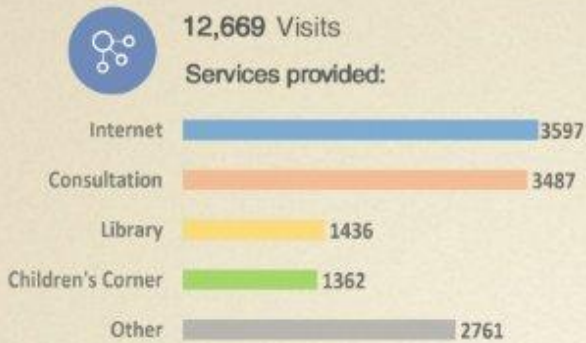 12,669 Visits
Services provided:
Internet 3597
Consultation 3487
Library 1436
Children's Corner 1362
Other 2761